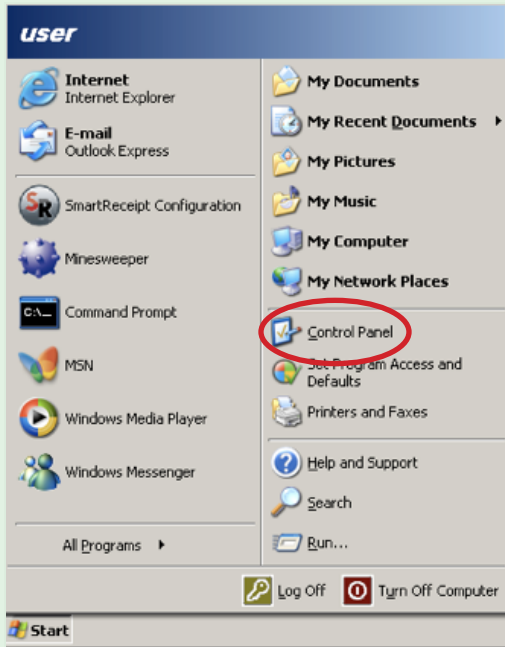 user
Internet
Internet Explorer
E-mail
Outlook Express
SmartReceipt Configuration
Minesweeper
Command Prompt
MSN
Windows Media Player
Windows Messenger
All Programs
My Documents
My Recent Documents
My Pictures
My Music
My Computer
My Network Places
Control Panel
Set Program Access and
Defaults
Printers and Faxes
Help and Support
Search
Run...
Log Off
Turn Off Computer
Start
SR
C:\_